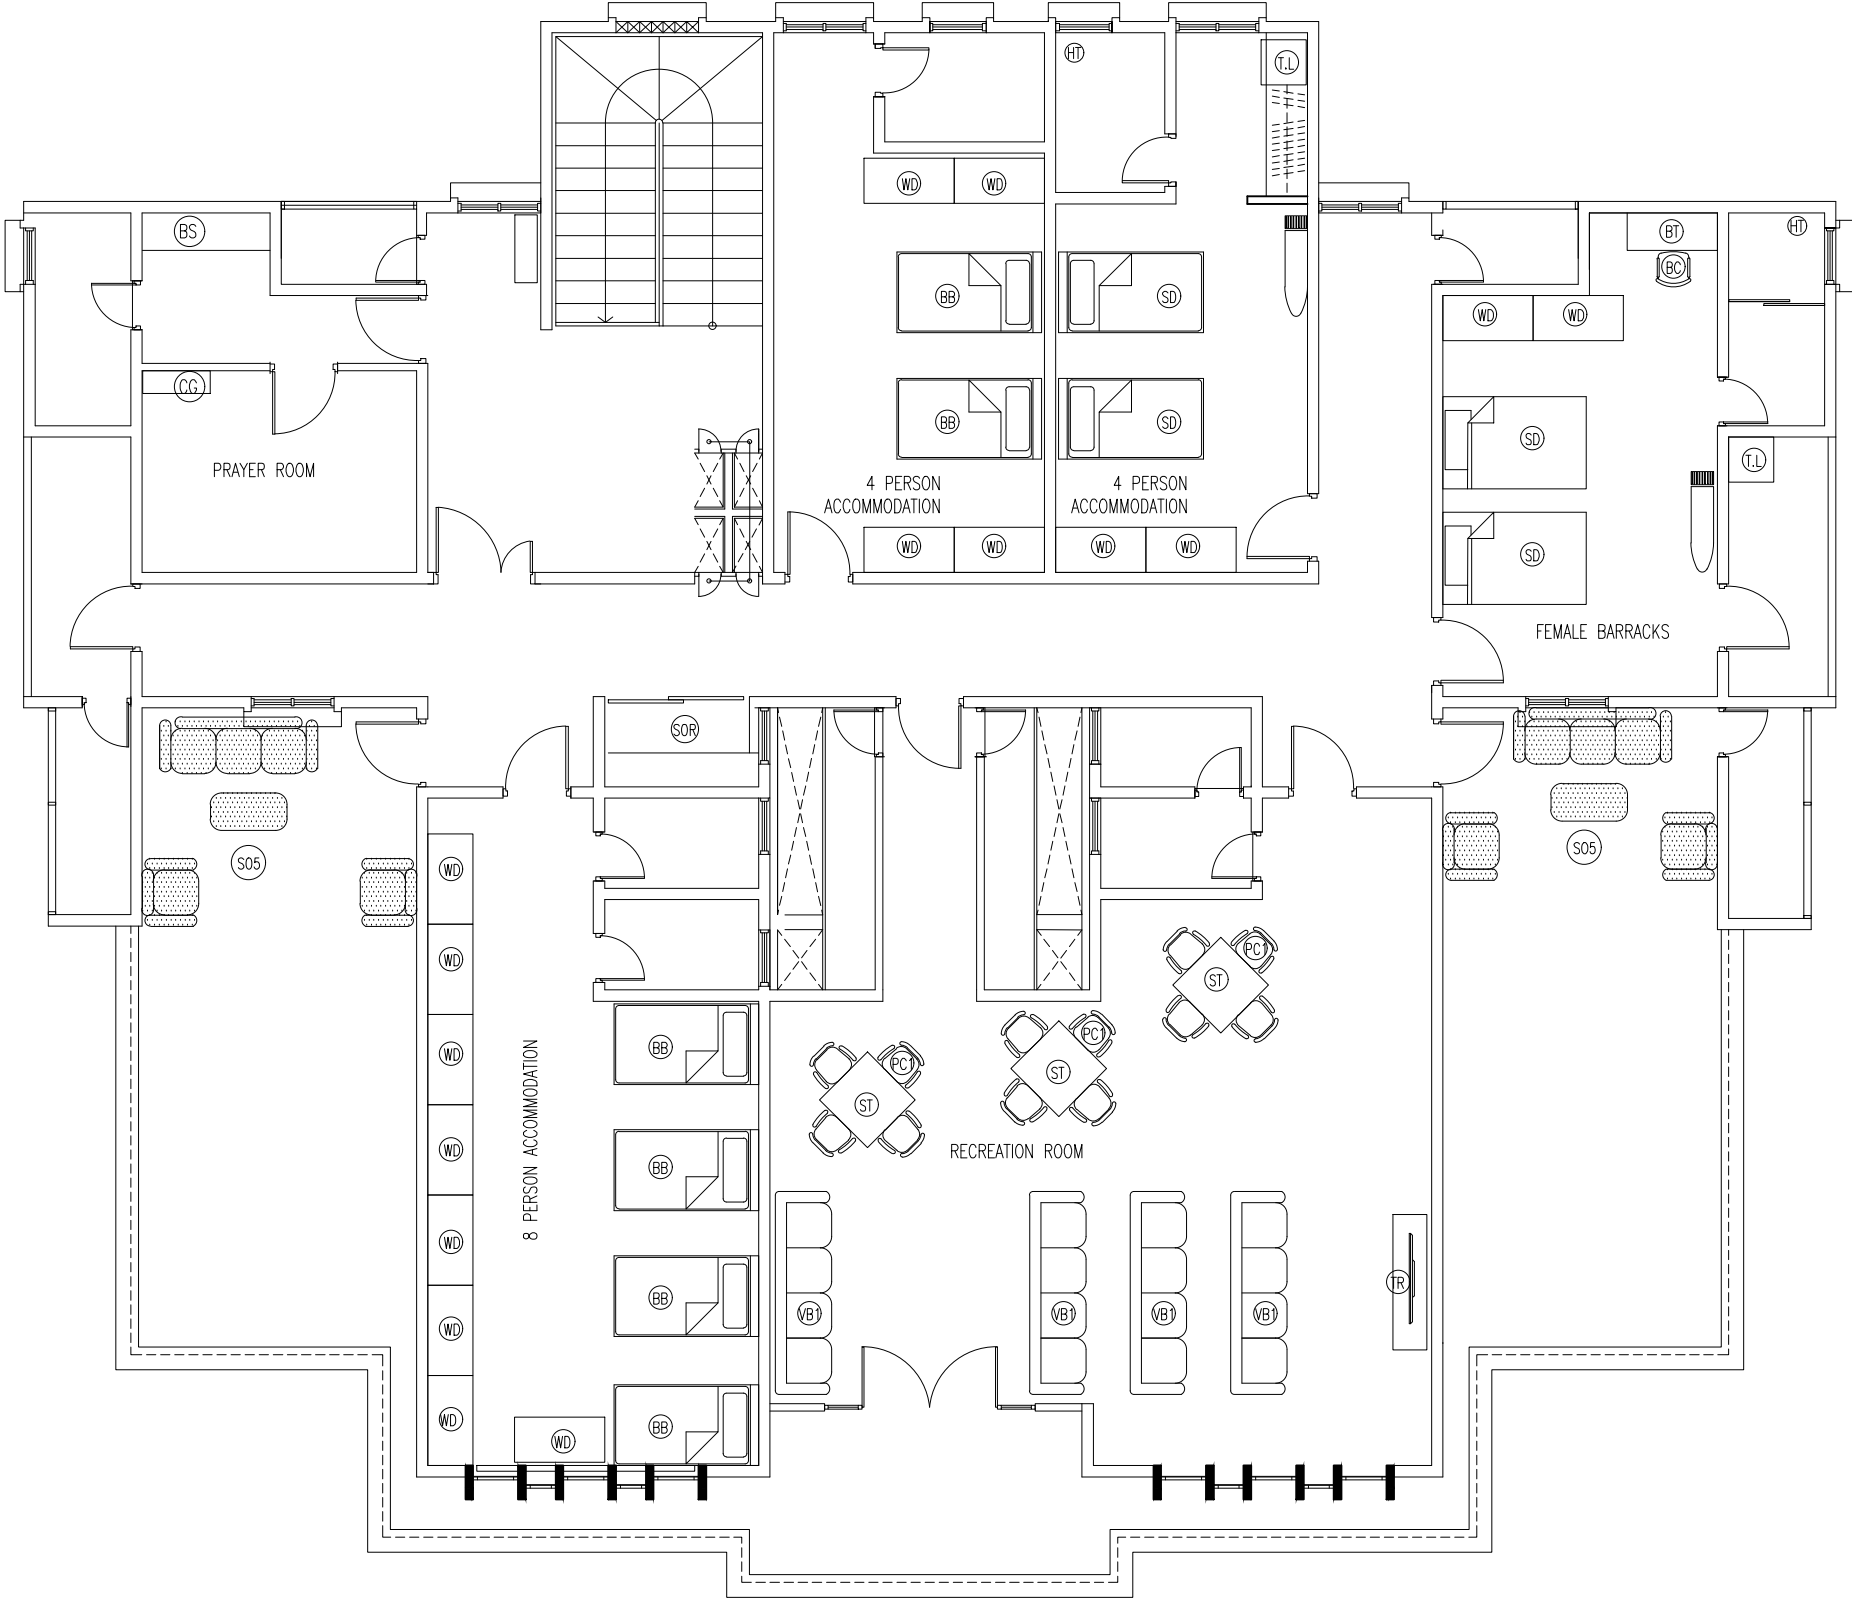 HT
T.L
WD
WD
BS
HT
BT
BC
BB
SD
WD
WD
CG
BB
SD
SD
PRAYER ROOM
T.L
4 PERSON
ACCOMMODATION
4 PERSON
ACCOMMODATION
WD
WD
WD
WD
SD
FEMALE BARRACKS
SOR
S05
S05
WD
WD
PC1
ST
WD
BB
PC1
ST
PC1
ST
8 PERSON ACCOMMODATION
WD
BB
RECREATION ROOM
WD
BB
TR
WD
VB1
VB1
VB1
VB1
WD
WD
BB